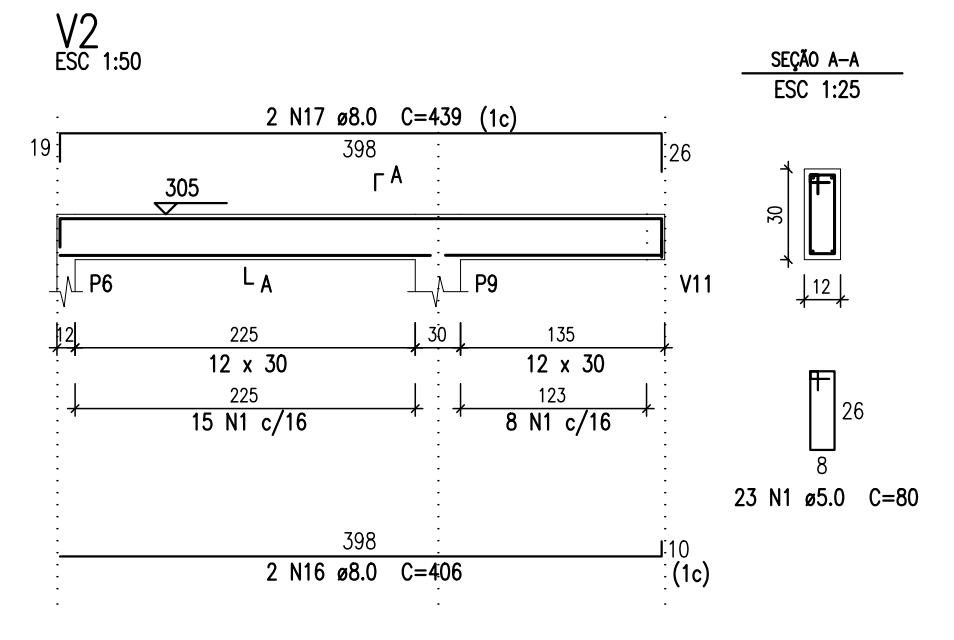 V2
ESC 1:50
SEÇÃO A-A
ESC 1:25
2 N17 ø8.0 C=439 (1c)
19
398
26
A
305
30
12
P6
A
P9
V11
12
225
30
135
12 x 30
12 x 30
225
123
15 N1 c/16
8 N1 c/16
26
8
23 N1 ø5.0 C=80
398
10
2 N16 ø8.0 C=406
(1c)